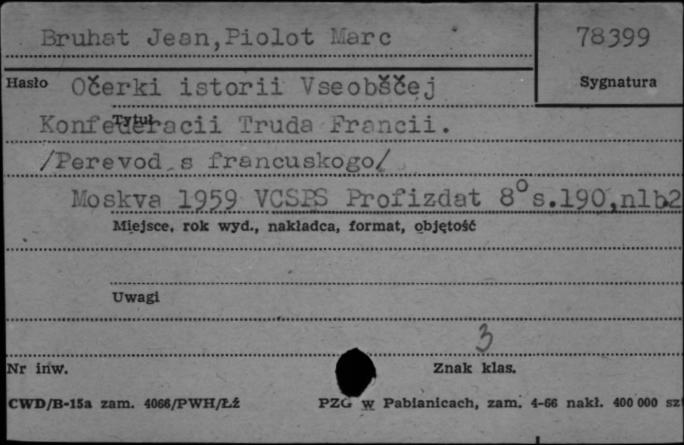 Bruhat Jean,Piolot Marc
78399
Hasło
Sygnatura
Očerki istorii Vseobščej
Tytuł
Konfederacii Truda Francii.
/Perevod s francuskogo/
Moskva 1959 VCSPS Profizdat 8° s.190,nlb2
Miejsce, rok wyd., nakładca, format, objętość
Uwagi
3
Nr inw.
Znak klas.
CWD/B-15a zam. 4066/PWH/Łź
PZG w Pabianicach, zam. 4-66 nakł. 400 000 szt